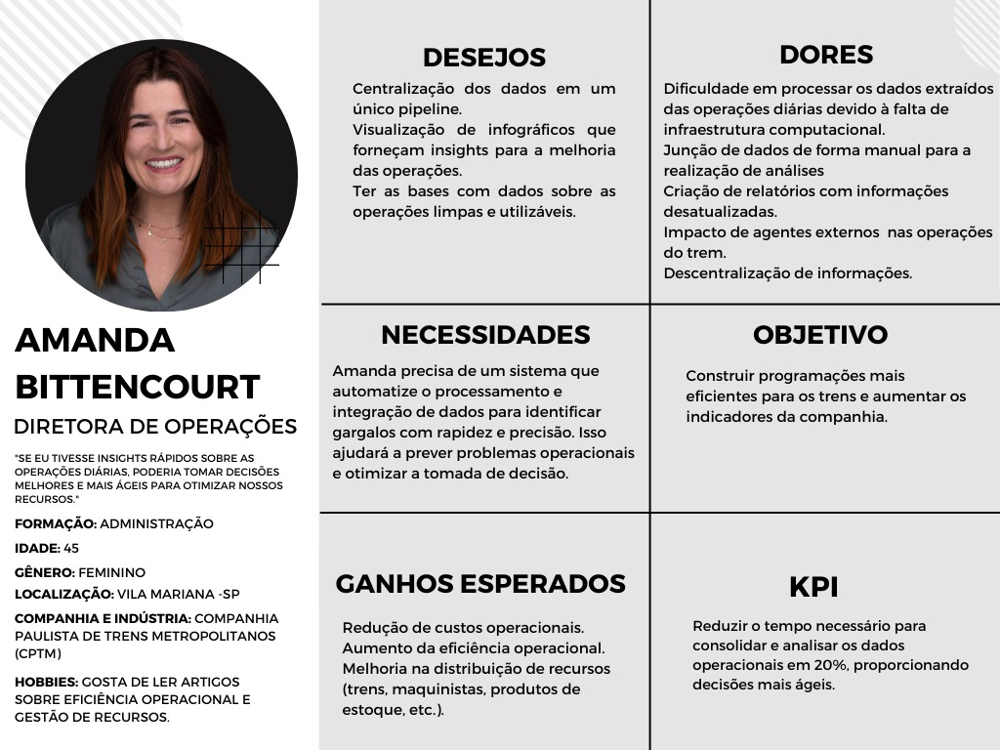 AMANDA
BITTENCOURT
DIRETORA DE OPERAÇÕES
"SE EU TIVESSE INSIGHTS RÁPIDOS SOBRE AS
OPERAÇÕES DIÁRIAS, PODERIA TOMAR DECISÕES
MELHORES E MAIS ÁGEIS PARA OTIMIZAR NOSSOS
RECURSOS."
FORMAÇÃO: ADMINISTRAÇÃO
IDADE: 45
GÊNERO: FEMININO
LOCALIZAÇÃO: VILA MARIANA -SP
COMPANHIA E INDÚSTRIA: COMPANHIA
PAULISTA DE TRENS METROPOLITANOS
(CPTM)
HOBBIES: GOSTA DE LER ARTIGOS
SOBRE EFICIÊNCIA OPERACIONAL E
GESTÃO DE RECURSOS.
DESEJOS
Centralização dos dados em um
único pipeline.
Visualização de infográficos que
forneçam insights para a melhoria
das operações.
Ter as bases com dados sobre as
operações limpas e utilizáveis.
DORES
Dificuldade em processar os dados extraídos
das operações diárias devido à falta de
infraestrutura computacional.
Junção de dados de forma manual para a
realização de análises
Criação de relatórios com informações
desatualizadas.
Impacto de agentes externos  nas operações
do trem.
Descentralização de informações.
NECESSIDADES
Amanda precisa de um sistema que
automatize o processamento e
integração de dados para identificar
gargalos com rapidez e precisão. Isso
ajudará a prever problemas operacionais
e otimizar a tomada de decisão.
OBJETIVO
Construir programações mais
eficientes para os trens e aumentar os
indicadores da companhia.
GANHOS ESPERADOS
Redução de custos operacionais.
Aumento da eficiência operacional.
Melhoria na distribuição de recursos
(trens, maquinistas, produtos de
estoque, etc.).
KPI
Reduzir o tempo necessário para
consolidar e analisar os dados
operacionais em 20%, proporcionando
decisões mais ágeis.